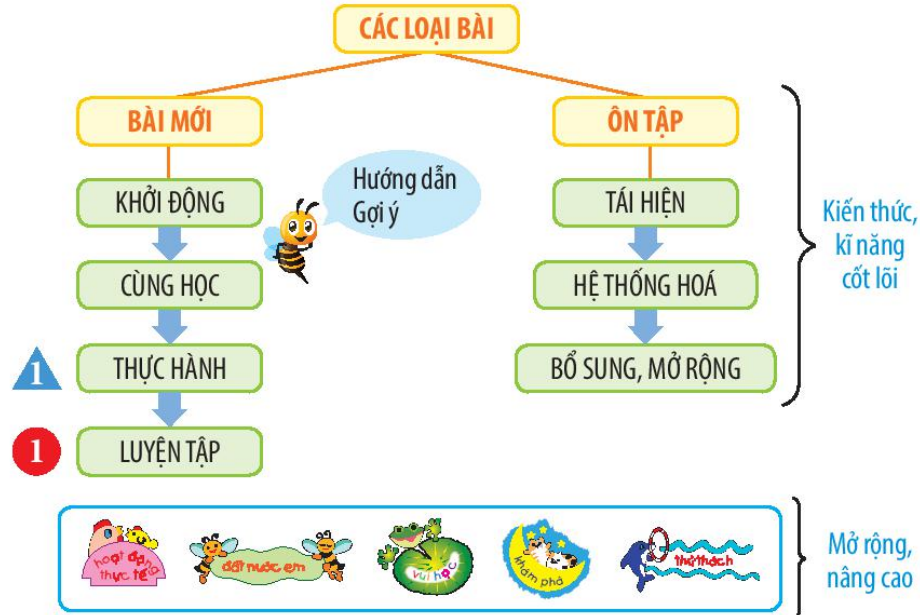 CÁC LOẠI BÀI
BÀI MỚI
ÔN TẬP
KHỞI ĐỘNG
Hướng dẫn
Gợi ý
TÁI HIỆN
CÙNG HỌC
HỆ THỐNG HOÁ
1
THỰC HÀNH
BỔ SUNG, MỞ RỘNG
1
LUYỆN TẬP
Kiến thức,
kĩ năng
cốt lõi
hoạt động
thực tế
đất nước em
vui học
khám phá
thử thách
Mở rộng,
nâng cao